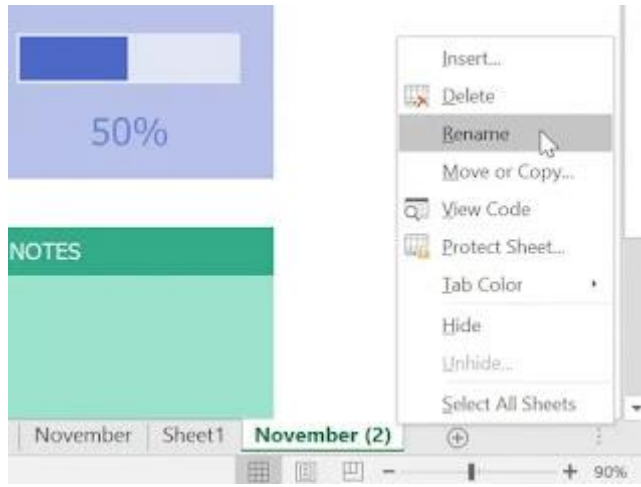 50%
NOTES
Insert...
Delete
Rename
Move or Copy...
View Code
Protect Sheet...
Tab Color
Hide
Unhide...
Select All Sheets
November Sheet1 November (2)
90%